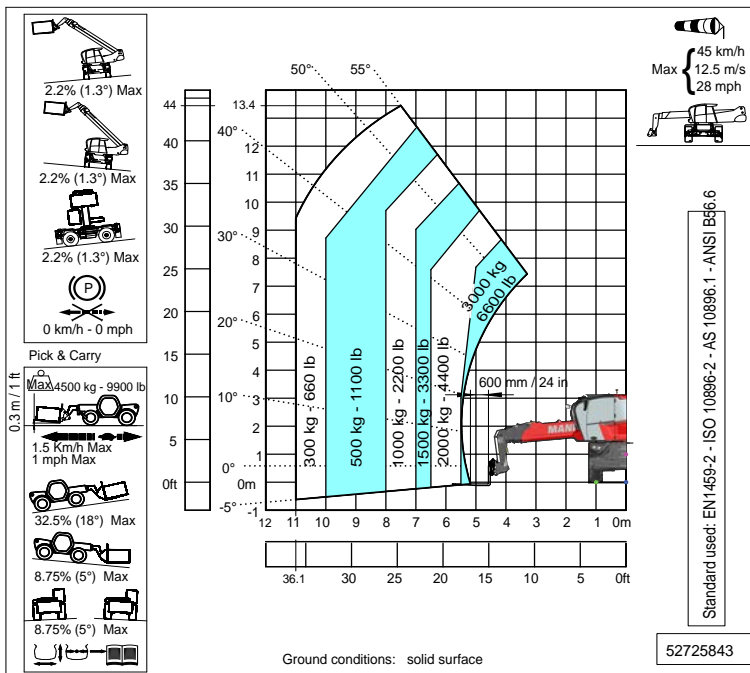 2.2% (1.3°) Max
2.2% (1.3°) Max
2.2% (1.3°) Max
P
0 km/h - 0 mph
Pick & Carry
Max
4500 kg - 9900 lb
0.3 m / 1 ft
1.5 Km/h Max
1 mph Max
32.5% (18°) Max
8.75% (5°) Max
8.75% (5°) Max
44
40
35
30
25
20
15
10
5
0ft
13.4
12
11
10
9
8
7
6
5
4
3
2
1
0m
-1
55°
50°
40°
30°
20°
10°
0°
-5°
300 kg - 660 lb
500 kg - 1100 lb
1000 kg - 2200 lb
1500 kg - 3300 lb
2000 kg - 4400 lb
3000 kg
6600 lb
600 mm / 24 in
MANI
12 11 10 9 8 7 6 5 4 3 2 1 0m
36.1 30 25 20 15 10 5 0ft
Ground conditions: solid surface
Max
45 km/h
12.5 m/s
28 mph
Standard used: EN1459-2 - ISO 10896-2 - AS 10896.1 - ANSI B56.6
52725843